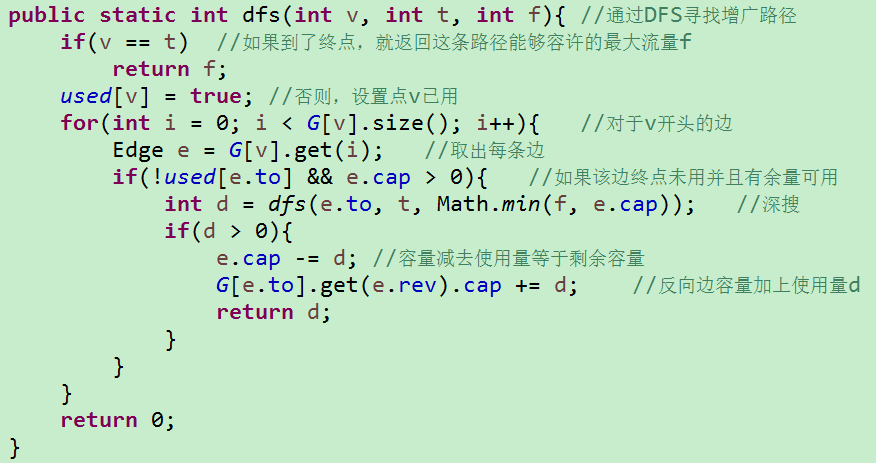 public static int dfs(int v, int t, int f){ //通过DFS寻找增广路径
    if(v == t)  //如果到了终点，就返回这条路径能够容许的最大流量f
        return f;
    used[v] = true; //否则，设置点v已用
    for(int i = 0; i < G[v].size(); i++){   //对于v开头的边
        Edge e = G[v].get(i);   //取出每条边
        if(!used[e.to] && e.cap > 0){   //如果该边终点未用并且有余量可用
            int d = dfs(e.to, t, Math.min(f, e.cap));   //深搜
            if(d > 0){
                e.cap -= d; //容量减去使用量等于剩余容量
                G[e.to].get(e.rev).cap += d;    //反向边容量加上使用量d
                return d;
            }
        }
    }
    return 0;
}